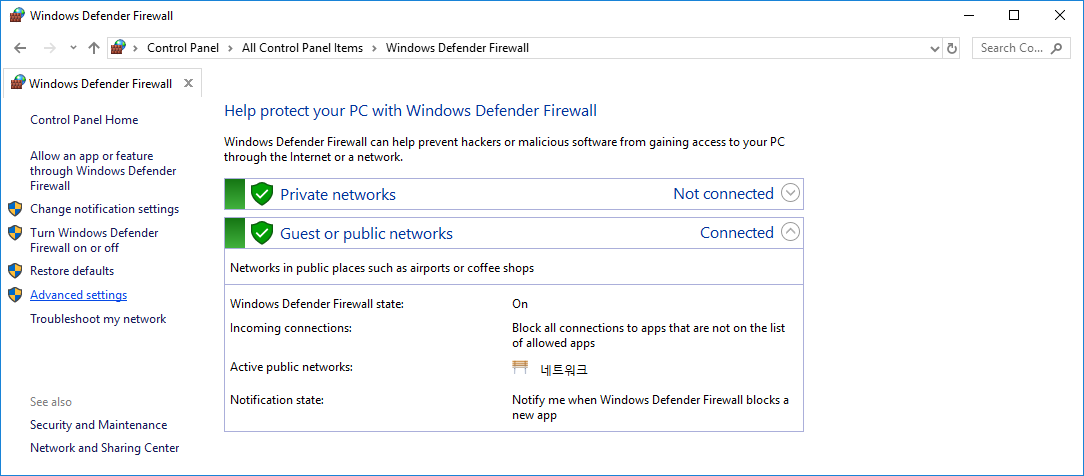 Windows Defender Firewall
Control Panel > All Control Panel Items > Windows Defender Firewall
Search Co...
Windows Defender Firewall
Control Panel Home
Allow an app or feature
through Windows Defender
Firewall
Change notification settings
Turn Windows Defender
Firewall on or off
Restore defaults
Advanced settings
Troubleshoot my network
See also
Security and Maintenance
Network and Sharing Center
Help protect your PC with Windows Defender Firewall
Windows Defender Firewall can help prevent hackers or malicious software from gaining access to your PC
through the Internet or a network.
Private networks Not connected
Guest or public networks Connected
Networks in public places such as airports or coffee shops
Windows Defender Firewall state: On
Incoming connections: Block all connections to apps that are not on the list
of allowed apps
Active public networks: 네트워크
Notification state: Notify me when Windows Defender Firewall blocks a
new app